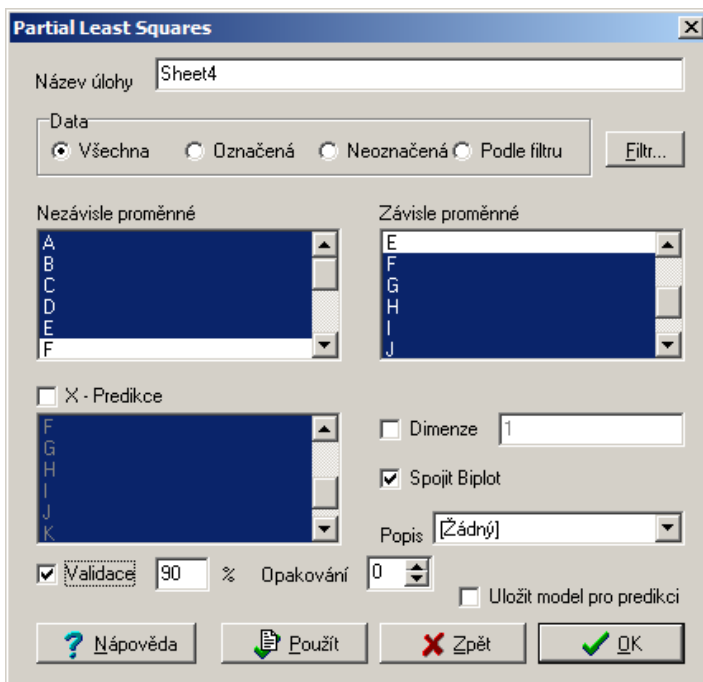 Partial Least Squares
Název úlohy Sheet4
Data
Všechna Označená Neoznačená Podle filtru Filtr...
Nezávisle proměnné Závisle proměnné
A
B
C
D
E
F
E
F
G
H
I
J
X - Predikce
F
G
H
I
J
K
Dimenze 1
Spojit Biplot
Popis [Žádný]
Validace 90 % Opakování 0
Uložit model pro predikci
? Nápověda Použít Zpět OK